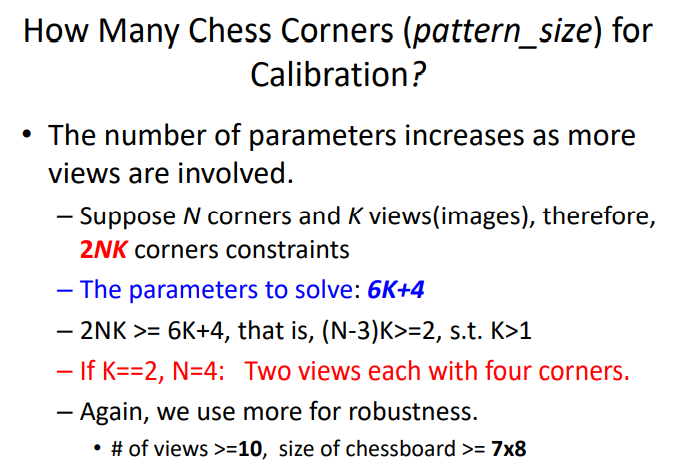 How Many Chess Corners (pattern_size) for
Calibration?
• The number of parameters increases as more
views are involved.
– Suppose N corners and K views(images), therefore,
2NK corners constraints
– The parameters to solve: 6K+4
– 2NK >= 6K+4, that is, (N-3)K>=2, s.t. K>1
– If K==2, N=4: Two views each with four corners.
– Again, we use more for robustness.
• # of views >=10, size of chessboard >= 7x8